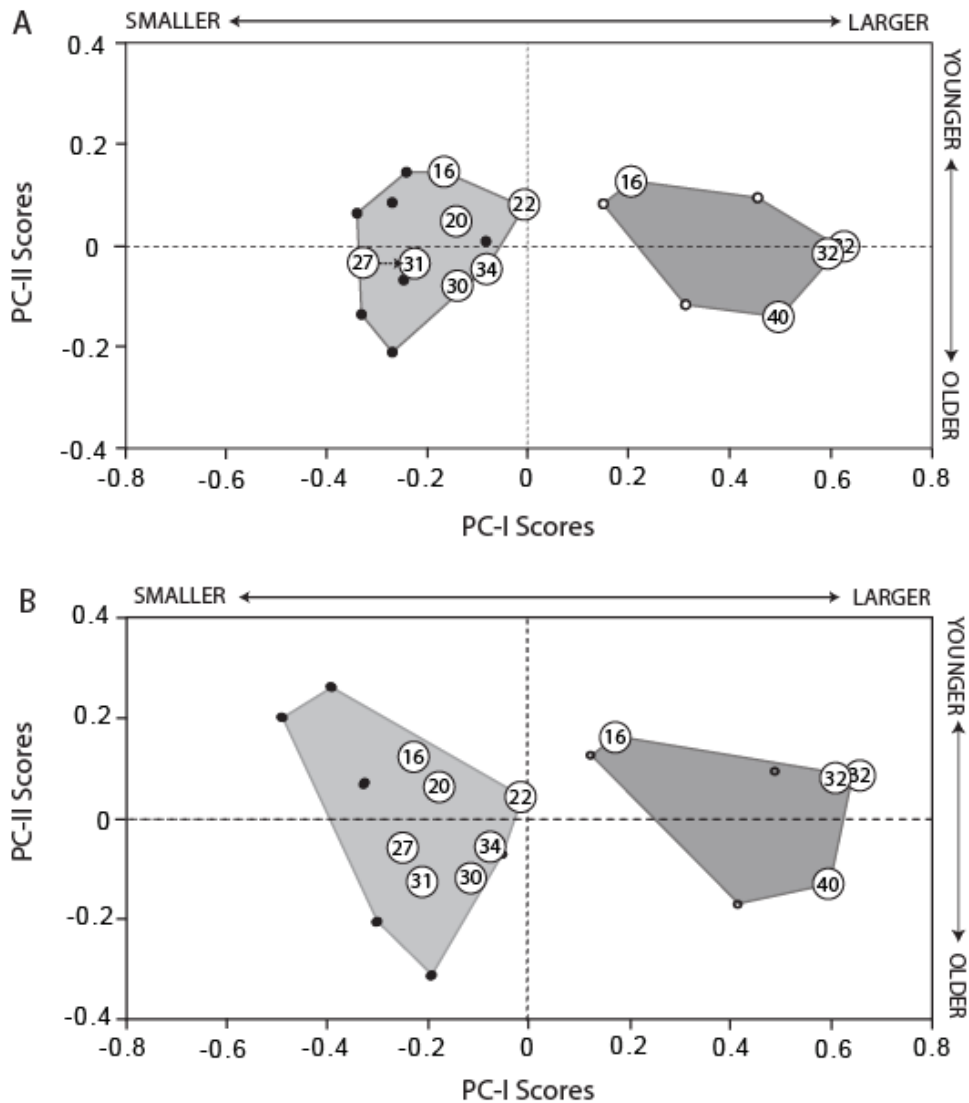 A SMALLER LARGER
0.4
0.2
0
-0.2
-0.4
PC-II Scores
YOUNGER
OLDER
16
22
20
27
31
34
30
16
32
32
40
-0.8 -0.6 -0.4 -0.2 0 0.2 0.4 0.6 0.8
PC-I Scores
B SMALLER LARGER
0.4
0.2
0
-0.2
-0.4
PC-II Scores
YOUNGER
OLDER
16
20
22
27
34
31
30
16
32
32
40
-0.8 -0.6 -0.4 -0.2 0 0.2 0.4 0.6 0.8
PC-I Scores